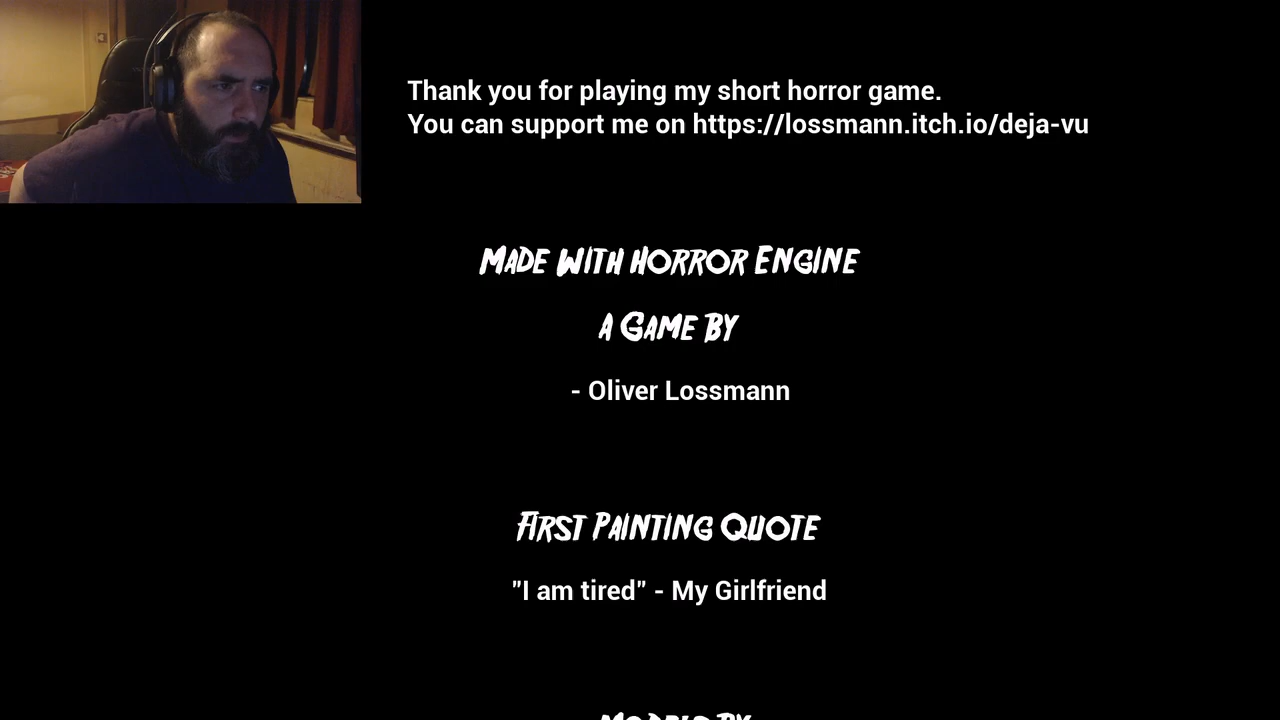 Thank you for playing my short horror game.
You can support me on https://lossmann.itch.io/deja-vu
Made With Horror Engine
A Game By
- Oliver Lossmann
First Painting Quote
"I am tired" - My Girlfriend